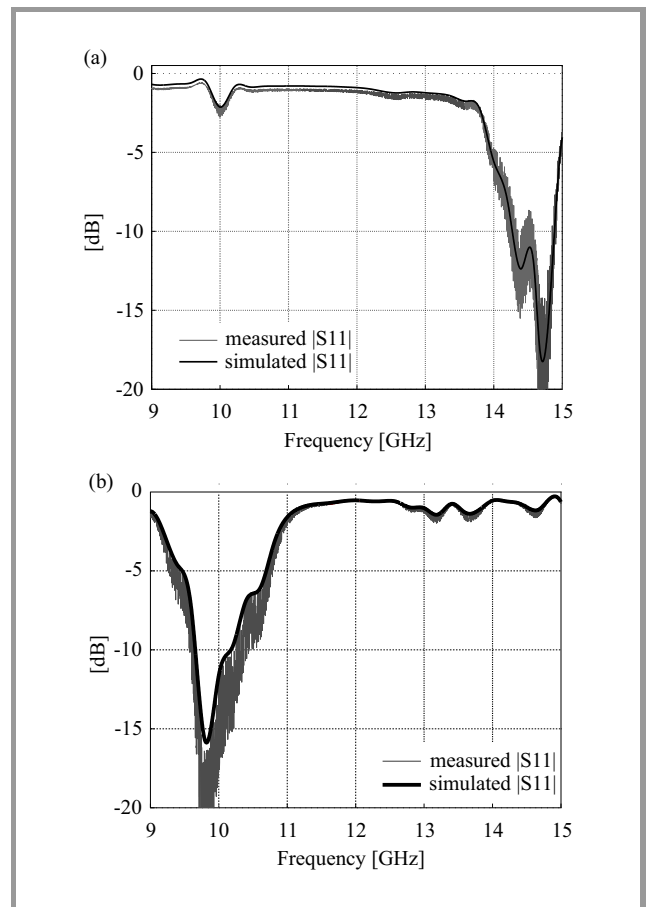 (a)
0
-5
-10
-15
-20
[dB]
measured |S11|
simulated |S11|
9 10 11 12 13 14 15
Frequency [GHz]
(b)
0
-5
-10
-15
-20
[dB]
measured |S11|
simulated |S11|
9 10 11 12 13 14 15
Frequency [GHz]